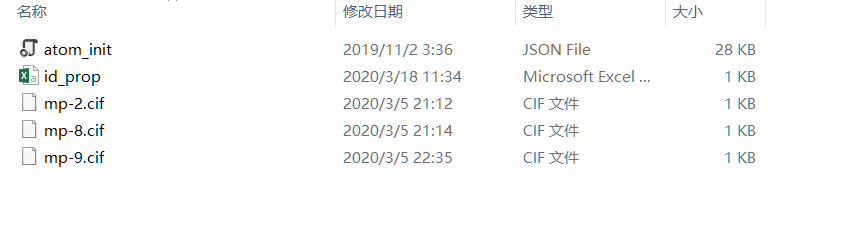 名称 修改日期 类型 大小
atom_init 2019/11/2 3:36 JSON File 28 KB
id_prop 2020/3/18 11:34 Microsoft Excel ... 1 KB
mp-2.cif 2020/3/5 21:12 CIF 文件 1 KB
mp-8.cif 2020/3/5 21:14 CIF 文件 1 KB
mp-9.cif 2020/3/5 22:35 CIF 文件 1 KB